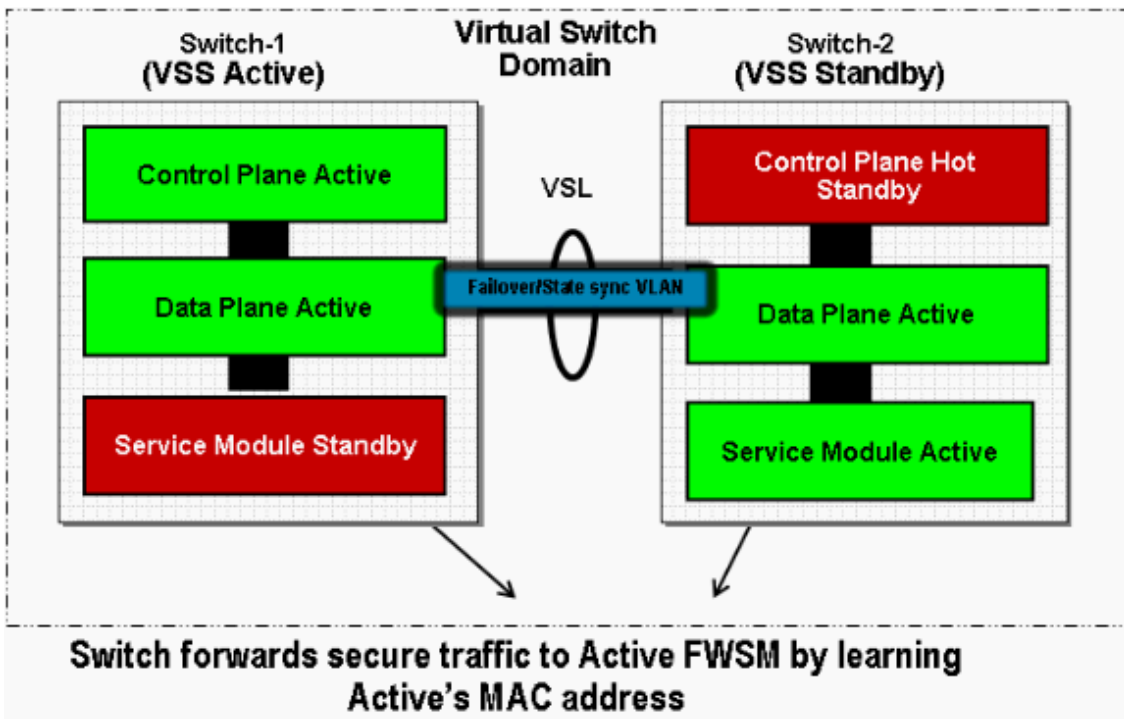 Switch-1
(VSS Active)
Virtual Switch
Domain
Switch-2
(VSS Standby)
Control Plane Active
Data Plane Active
Service Module Standby
VSL
Failover/State sync VLAN
Control Plane Hot
Standby
Data Plane Active
Service Module Active
Switch forwards secure traffic to Active FWSM by learning
Active's MAC address